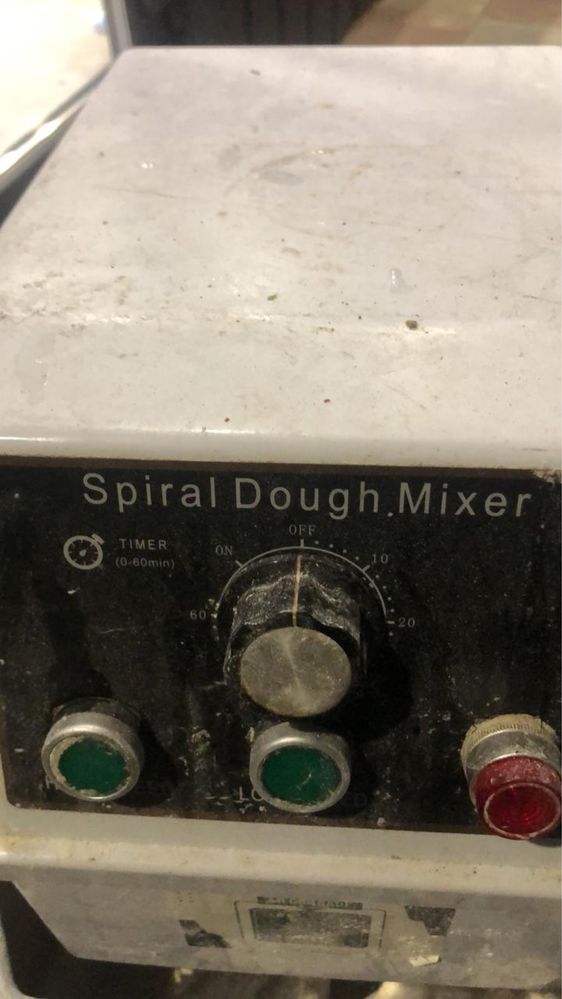 Spiral Dough Mixer
TIMER
(0-60min)
OFF
ON
10
60
20